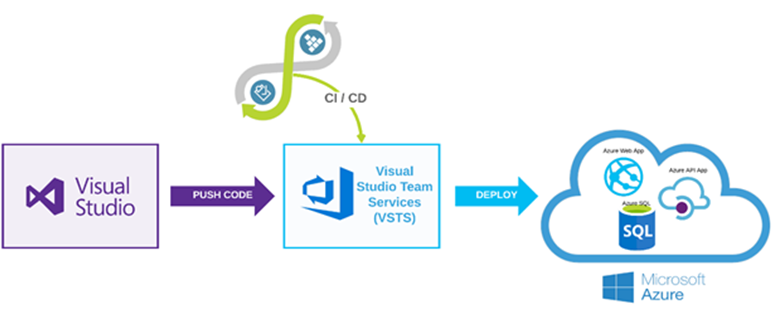 CI / CD
Visual
Studio
PUSH CODE
Visual
Studio Team
Services
(VSTS)
DEPLOY
Azure Web App
Azure API App
Azure SQL
SQL
Microsoft
Azure